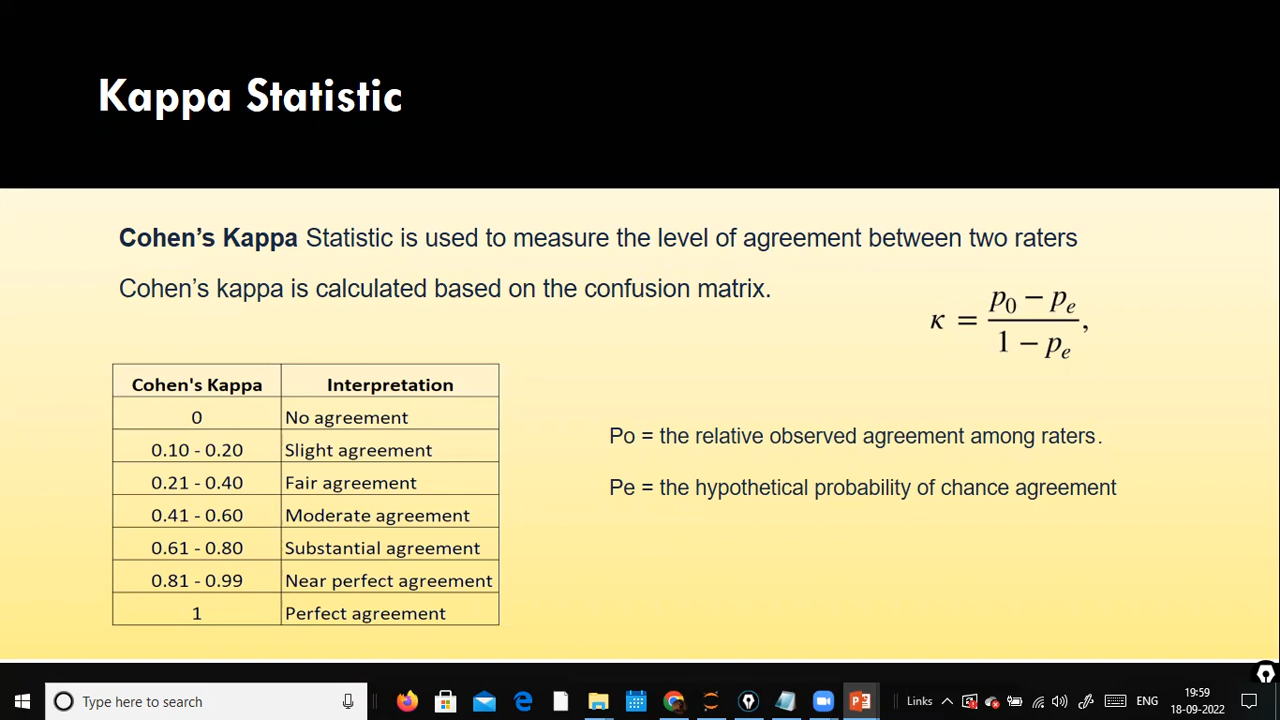 Kappa Statistic
Cohen's Kappa Statistic is used to measure the level of agreement between two raters
Cohen's kappa is calculated based on the confusion matrix.
κ = (p₀ − pₑ) / (1 − pₑ),
Cohen's Kappa Interpretation
0 No agreement
0.10 - 0.20 Slight agreement
0.21 - 0.40 Fair agreement
0.41 - 0.60 Moderate agreement
0.61 - 0.80 Substantial agreement
0.81 - 0.99 Near perfect agreement
1 Perfect agreement
Po = the relative observed agreement among raters.
Pe = the hypothetical probability of chance agreement
Type here to search
Links
ENG
19:59
18-09-2022